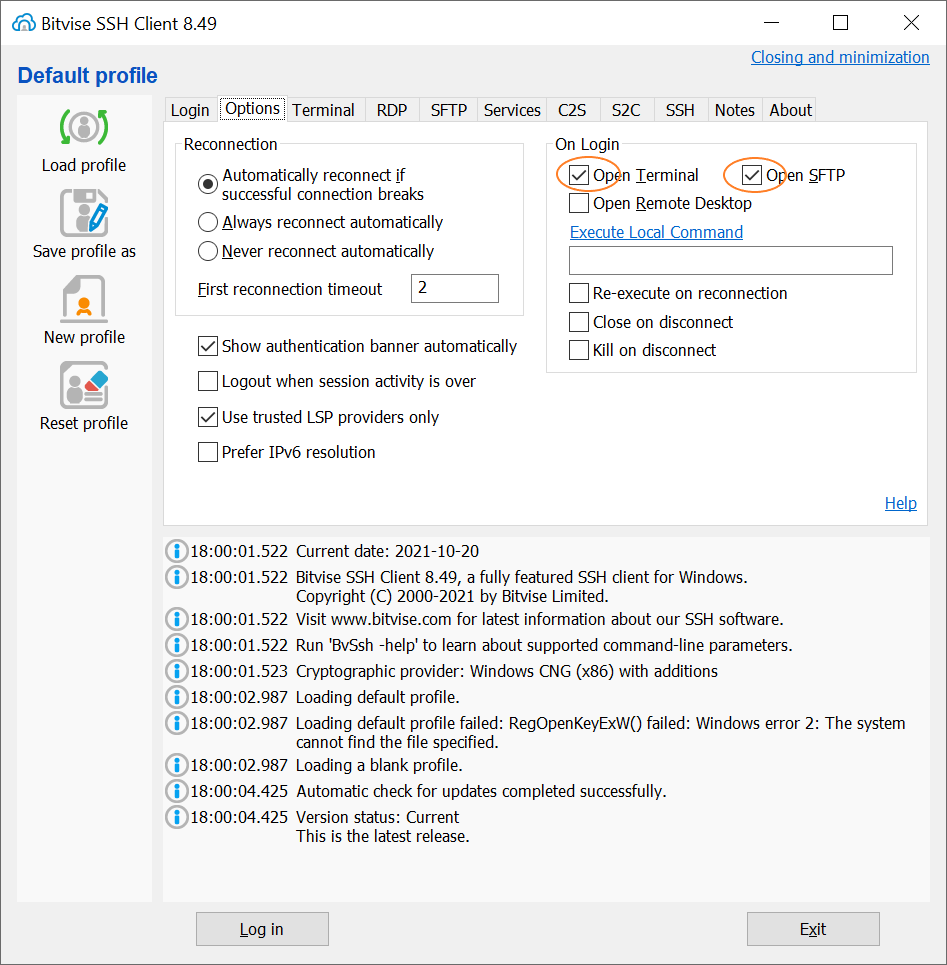 Bitvise SSH Client 8.49
Closing and minimization
Default profile
Load profile
Save profile as
New profile
Reset profile
Login Options Terminal RDP SFTP Services C2S S2C SSH Notes About
Reconnection
Automatically reconnect if
successful connection breaks
Always reconnect automatically
Never reconnect automatically
First reconnection timeout 2
Show authentication banner automatically
Logout when session activity is over
Use trusted LSP providers only
Prefer IPv6 resolution
On Login
Open Terminal Open SFTP
Open Remote Desktop
Execute Local Command
Re-execute on reconnection
Close on disconnect
Kill on disconnect
Help
18:00:01.522 Current date: 2021-10-20
18:00:01.522 Bitvise SSH Client 8.49, a fully featured SSH client for Windows.
Copyright (C) 2000-2021 by Bitvise Limited.
18:00:01.522 Visit www.bitvise.com for latest information about our SSH software.
18:00:01.522 Run 'BvSsh -help' to learn about supported command-line parameters.
18:00:01.523 Cryptographic provider: Windows CNG (x86) with additions
18:00:02.987 Loading default profile.
18:00:02.987 Loading default profile failed: RegOpenKeyExW() failed: Windows error 2: The system
cannot find the file specified.
18:00:02.987 Loading a blank profile.
18:00:04.425 Automatic check for updates completed successfully.
18:00:04.425 Version status: Current
This is the latest release.
Log in
Exit